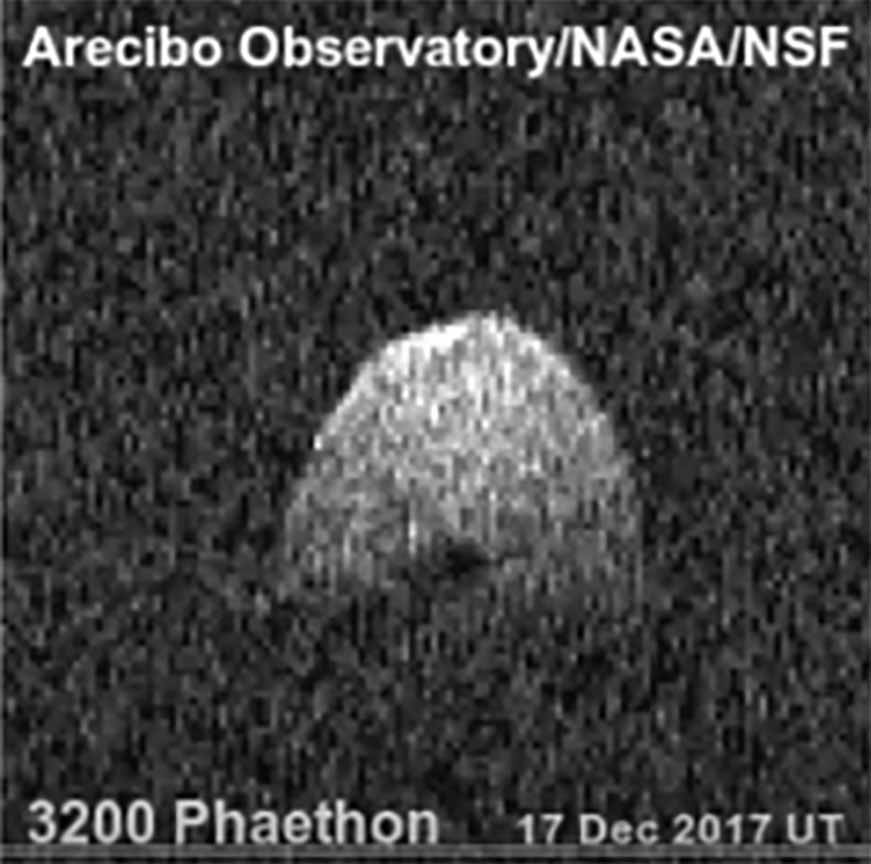 Arecibo Observatory/NASA/NSF
3200 Phaethon 17 Dec 2017 UT